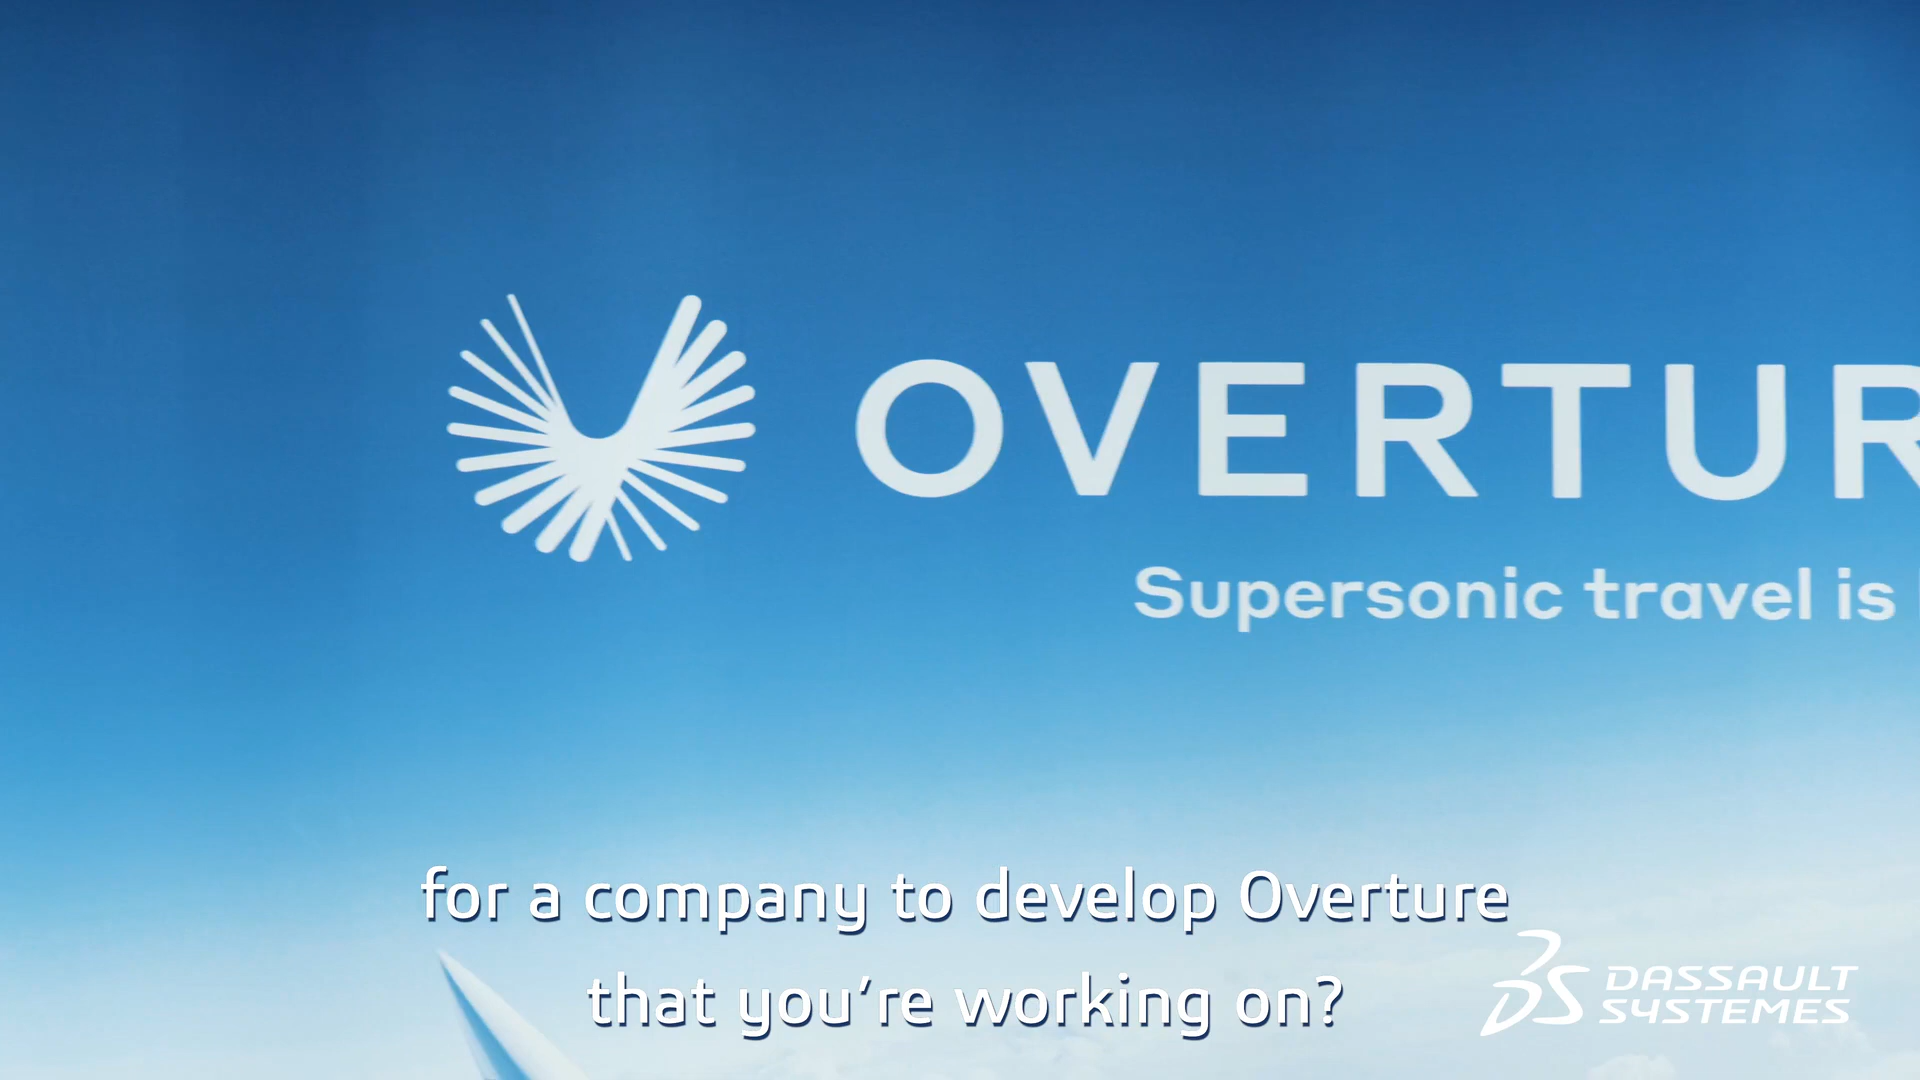 OVERTUR
Supersonic travel is
for a company to develop Overture
that you're working on?
DASSAULT
SYSTEMES